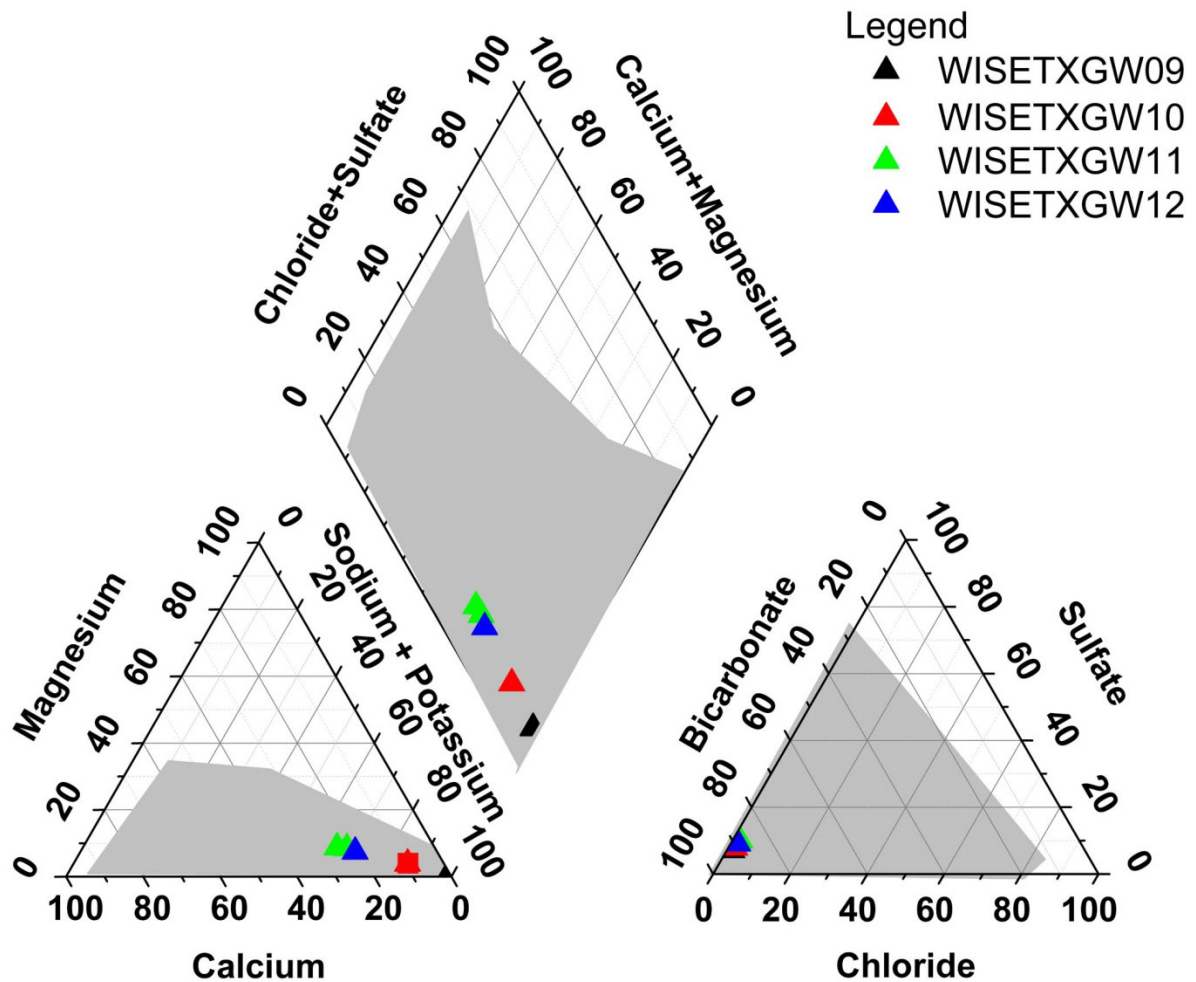 Legend
WISETXGW09
WISETXGW10
WISETXGW11
WISETXGW12
Chloride+Sulfate
0
20
40
60
80
100
Calcium+Magnesium
100
80
60
40
20
0
Magnesium
0
20
40
60
80
100
Sodium + Potassium
0
20
40
60
80
100
Bicarbonate
100
80
60
40
20
0
Sulfate
100
80
60
40
20
0
100 80 60 40 20 0
Calcium
0 20 40 60 80 100
Chloride